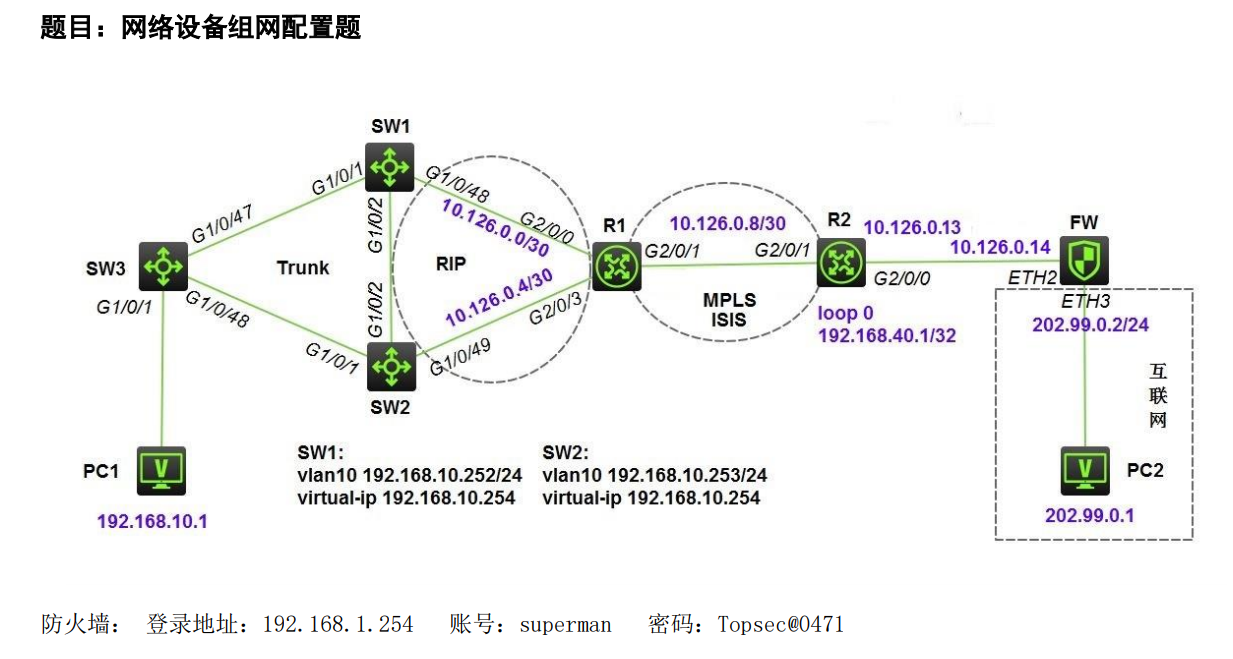 题目：网络设备组网配置题
SW1
G1/0/1
G1/0/48
G1/0/47
G1/0/2
G2/0/0
10.126.0.0/30
R1
10.126.0.8/30
R2
10.126.0.13
FW
10.126.0.14
SW3
Trunk
RIP
G2/0/1
G2/0/1
G2/0/0
ETH2
G1/0/1
G1/0/48
G1/0/2
10.126.0.4/30
G2/0/3
MPLS
ISIS
loop 0
192.168.40.1/32
ETH3
202.99.0.2/24
G1/0/1
G1/0/49
SW2
互
联
网
SW1:
vlan10 192.168.10.252/24
virtual-ip 192.168.10.254
SW2:
vlan10 192.168.10.253/24
virtual-ip 192.168.10.254
PC1
192.168.10.1
PC2
202.99.0.1
防火墙： 登录地址：192.168.1.254 账号：superman 密码：Topsec@0471